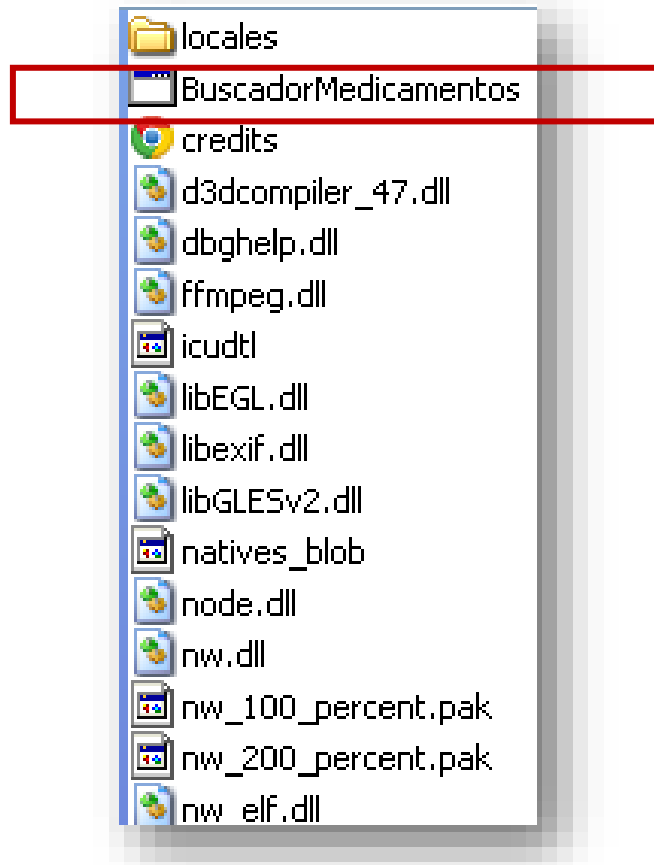 locales
BuscadorMedicamentos
credits
d3dcompiler_47.dll
dbghelp.dll
ffmpeg.dll
icudtl
libEGL.dll
libexif.dll
libGLESv2.dll
natives_blob
node.dll
nw.dll
nw_100_percent.pak
nw_200_percent.pak
nw_elf.dll